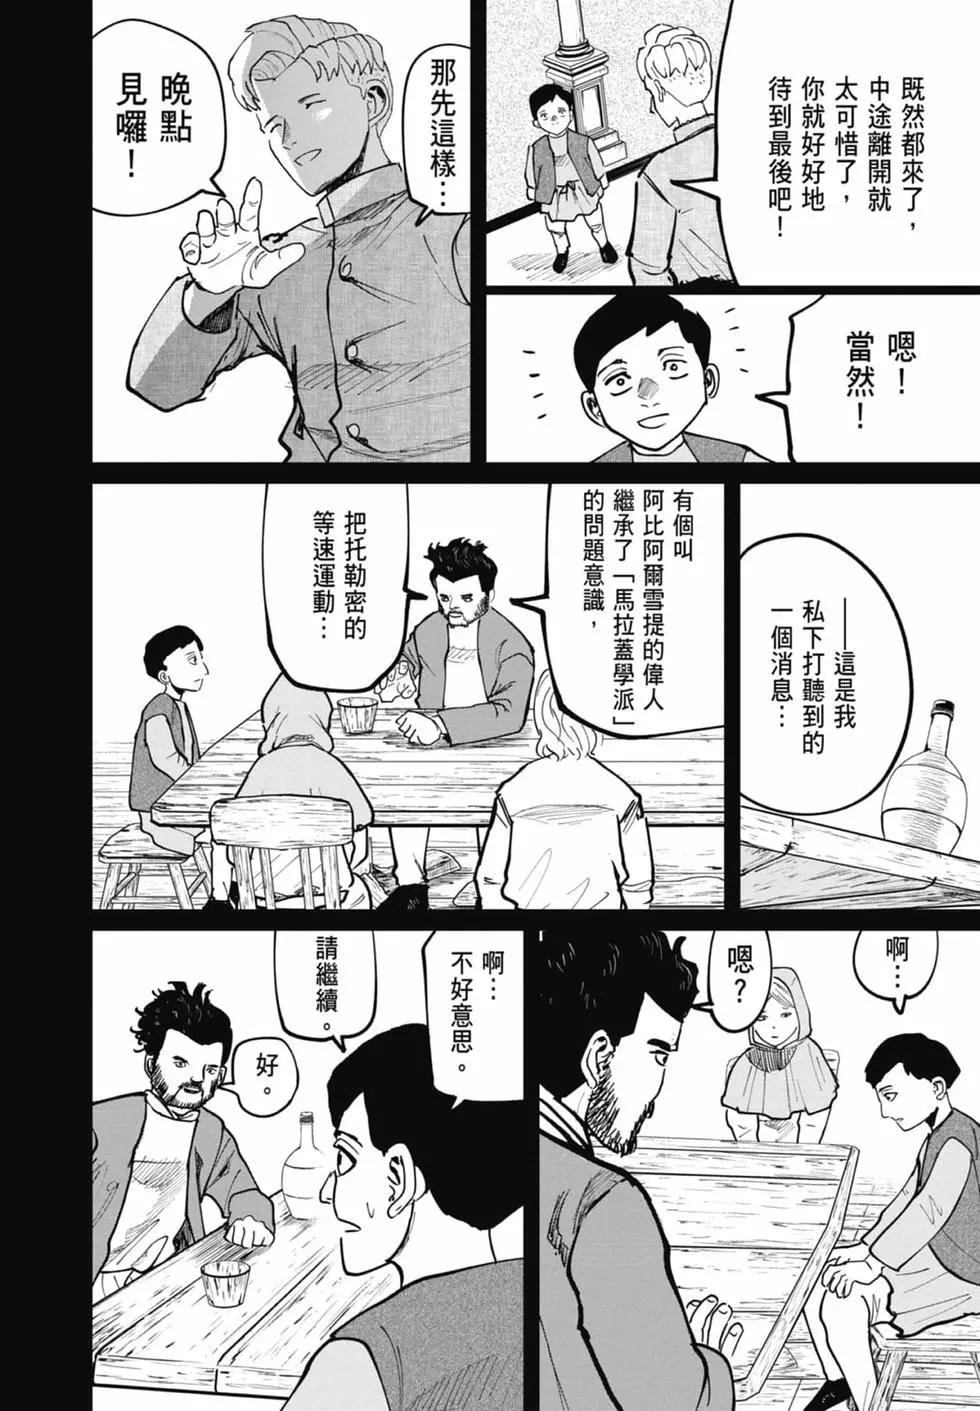 既然都來了，
中途離開就
太可惜了，
你就好好地
待到最後吧！
那先這樣…
晚點
見囉！
嗯！
當然！
——這是我
私下打聽到的
一個消息…
有個叫
阿比阿爾雪提的偉人
繼承了「馬拉蓋學派」
的問題意識，
把托勒密的
等速運動…
啊…
嗯？
啊…
不好意思。
請繼續。
好。